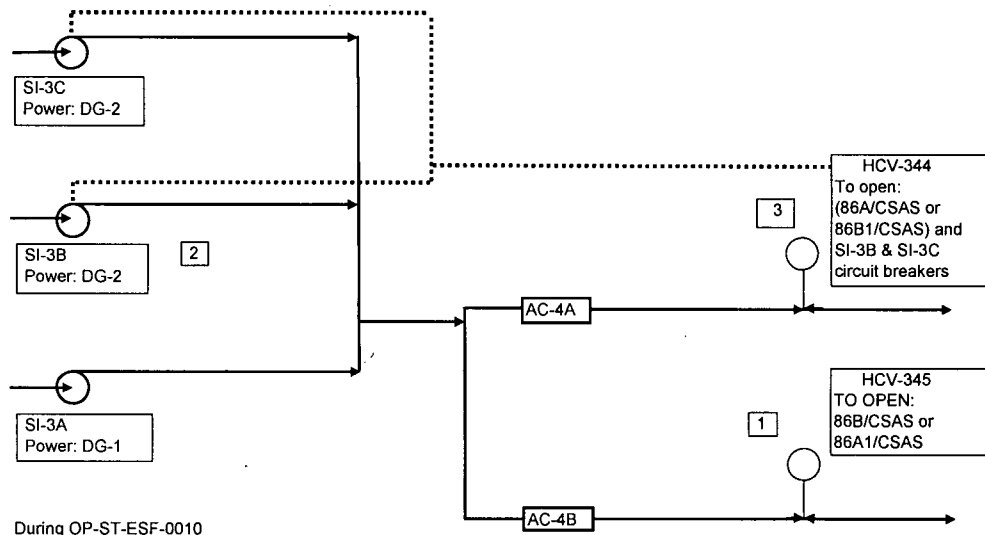 SI-3C
Power: DG-2
HCV-344
To open:
(86A/CSAS or
86B1/CSAS) and
SI-3B & SI-3C
circuit breakers
3
SI-3B
Power: DG-2
2
AC-4A
HCV-345
TO OPEN:
86B/CSAS or
86A1/CSAS
1
SI-3A
Power: DG-1
AC-4B
During OP-ST-ESF-0010